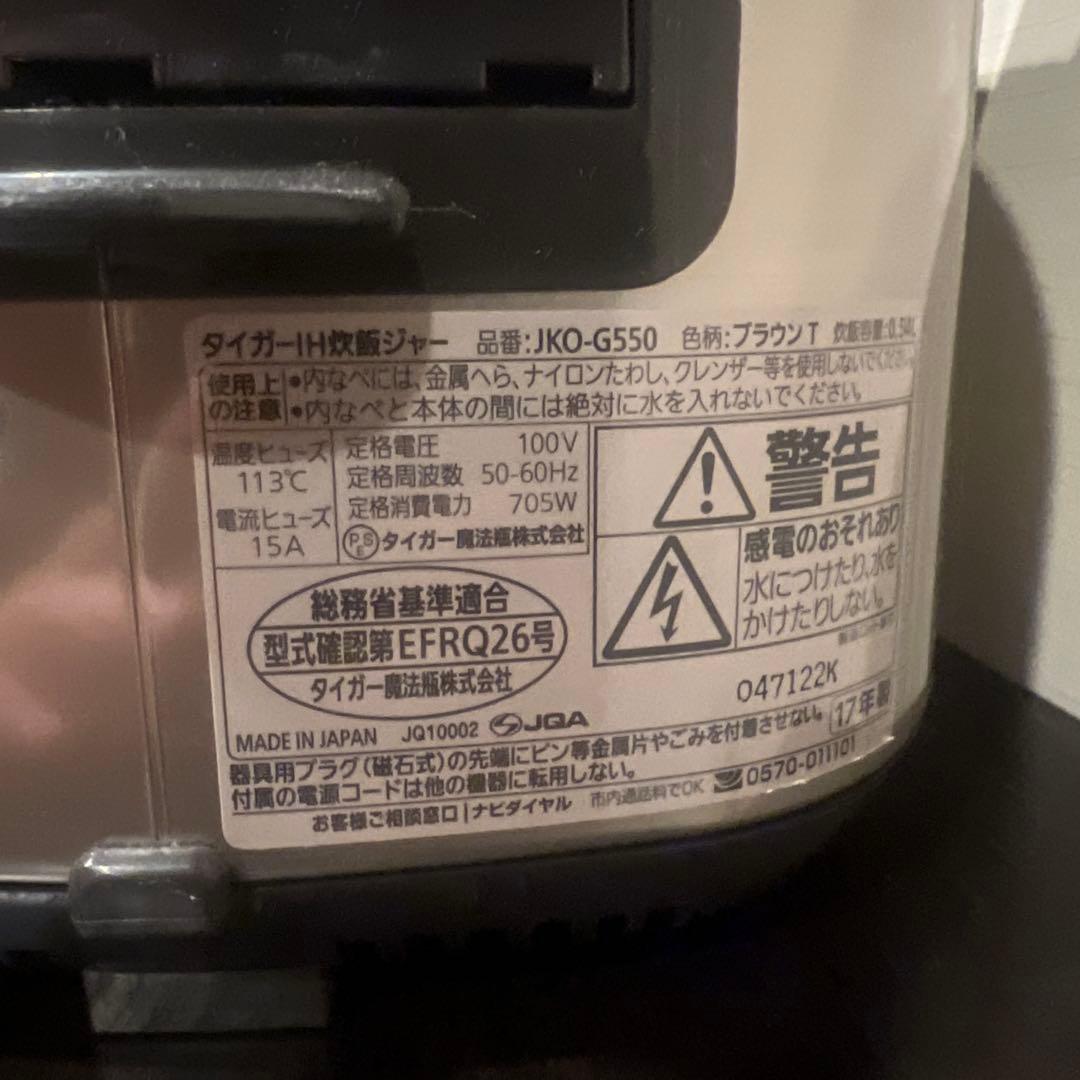 タイガーIH炊飯ジャー 品番:JKO-G550 色柄:ブラウンT 炊飯容量:0.54L
使用上の注意
●内なべには、金属へら、ナイロンたわし、クレンザー等を使用しないでください。
●内なべと本体の間には絶対に水を入れないでください。
温度ヒューズ
113℃
電流ヒューズ
15A
定格電圧 100V
定格周波数 50-60Hz
定格消費電力 705W
PSE タイガー魔法瓶株式会社
警告
感電のおそれあり
水につけたり、水を
かけたりしない。
総務省基準適合
型式確認第EFRQ26号
タイガー魔法瓶株式会社
047122K
MADE IN JAPAN JQ10002 JQA
17年製
器具用プラグ(磁石式)の先端にピン等金属片やごみを付着させない。
付属の電源コードは他の機器に転用しない。
お客様ご相談窓口 ナビダイヤル 市内通話料でOK 0570-011101